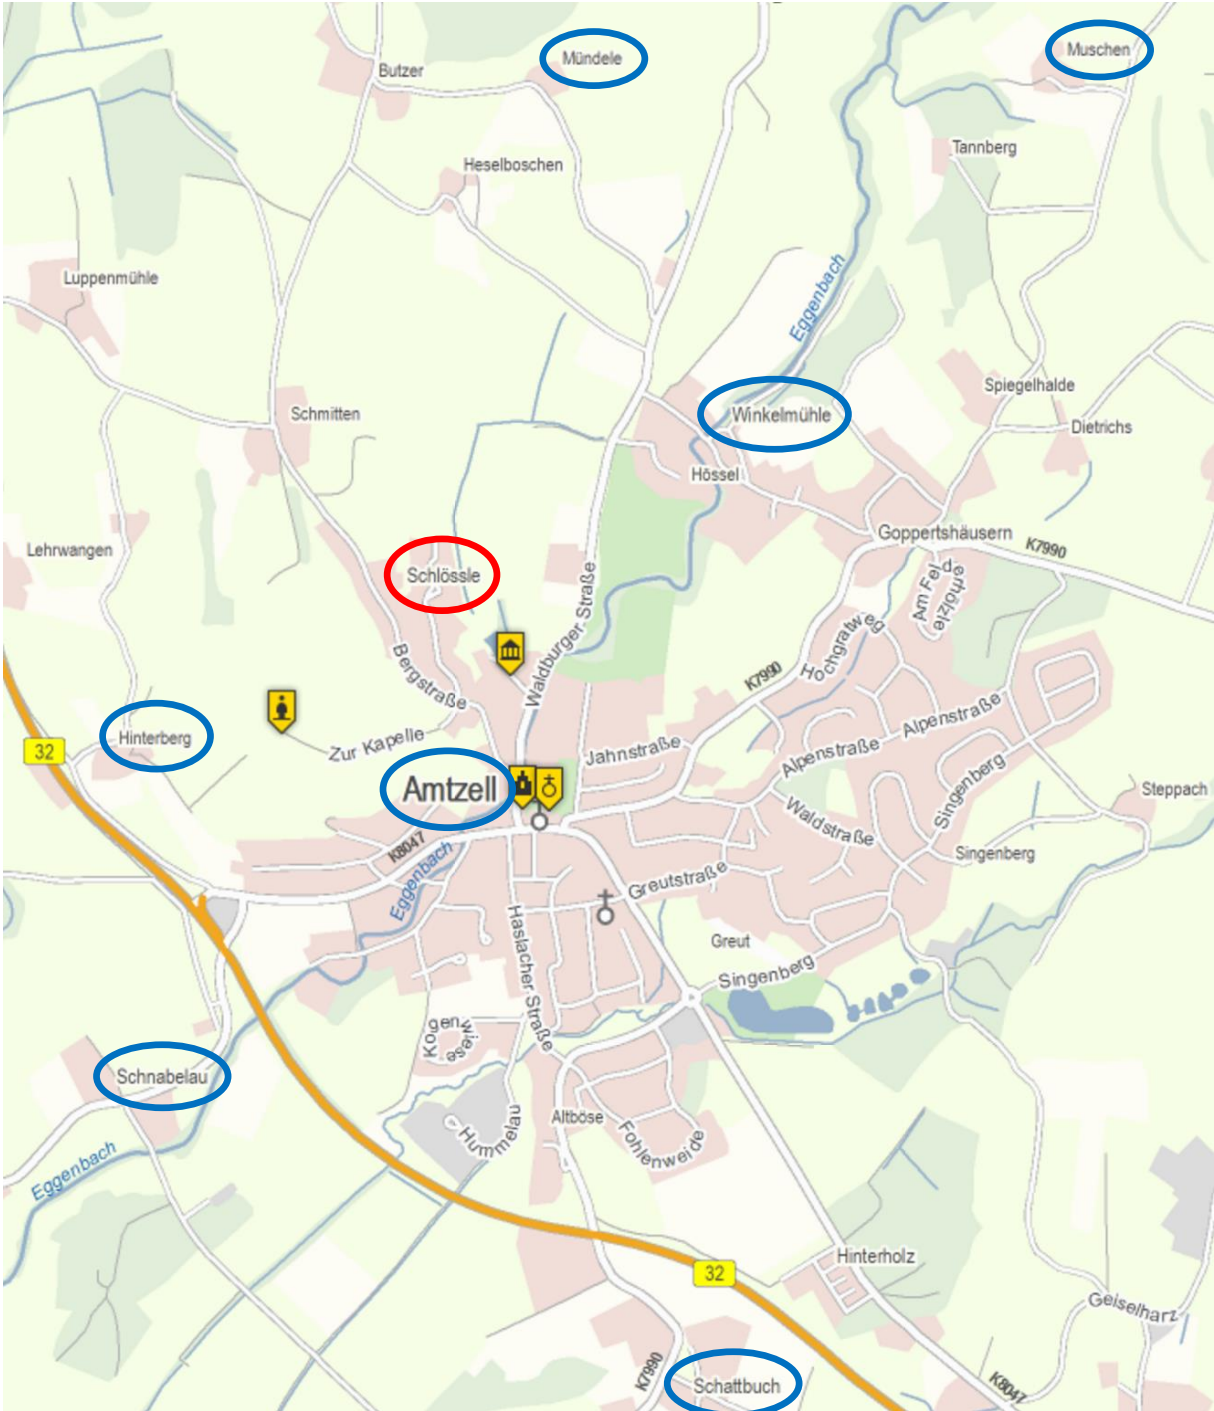 Mündele
Muschen
Butzer
Tannberg
Heselboschen
Luppenmühle
Eggenbach
Spiegelhalde
Schmitten
Winkelmühle
Dietrichs
Hössel
Goppertshäusern
K7990
Lehrwangen
Schlössle
Am Felderhölzle
Waldburger Straße
Hochgratweg
Bergstraße
K7990
Alpenstraße
Hinterberg
Zur Kapelle
32
Jahnstraße
Alpenstraße
Amtzell
Singenberg
Steppach
Waldstraße
K8047
Singenberg
Eggenbach
Greutstraße
Haslacher Straße
Greut
Singenberg
Kogenwiese
Schnabelau
Altböse
Hummelau
Fohlenweide
Eggenbach
Hinterholz
32
Geiselharz
K7990
Schattbuch
K8047